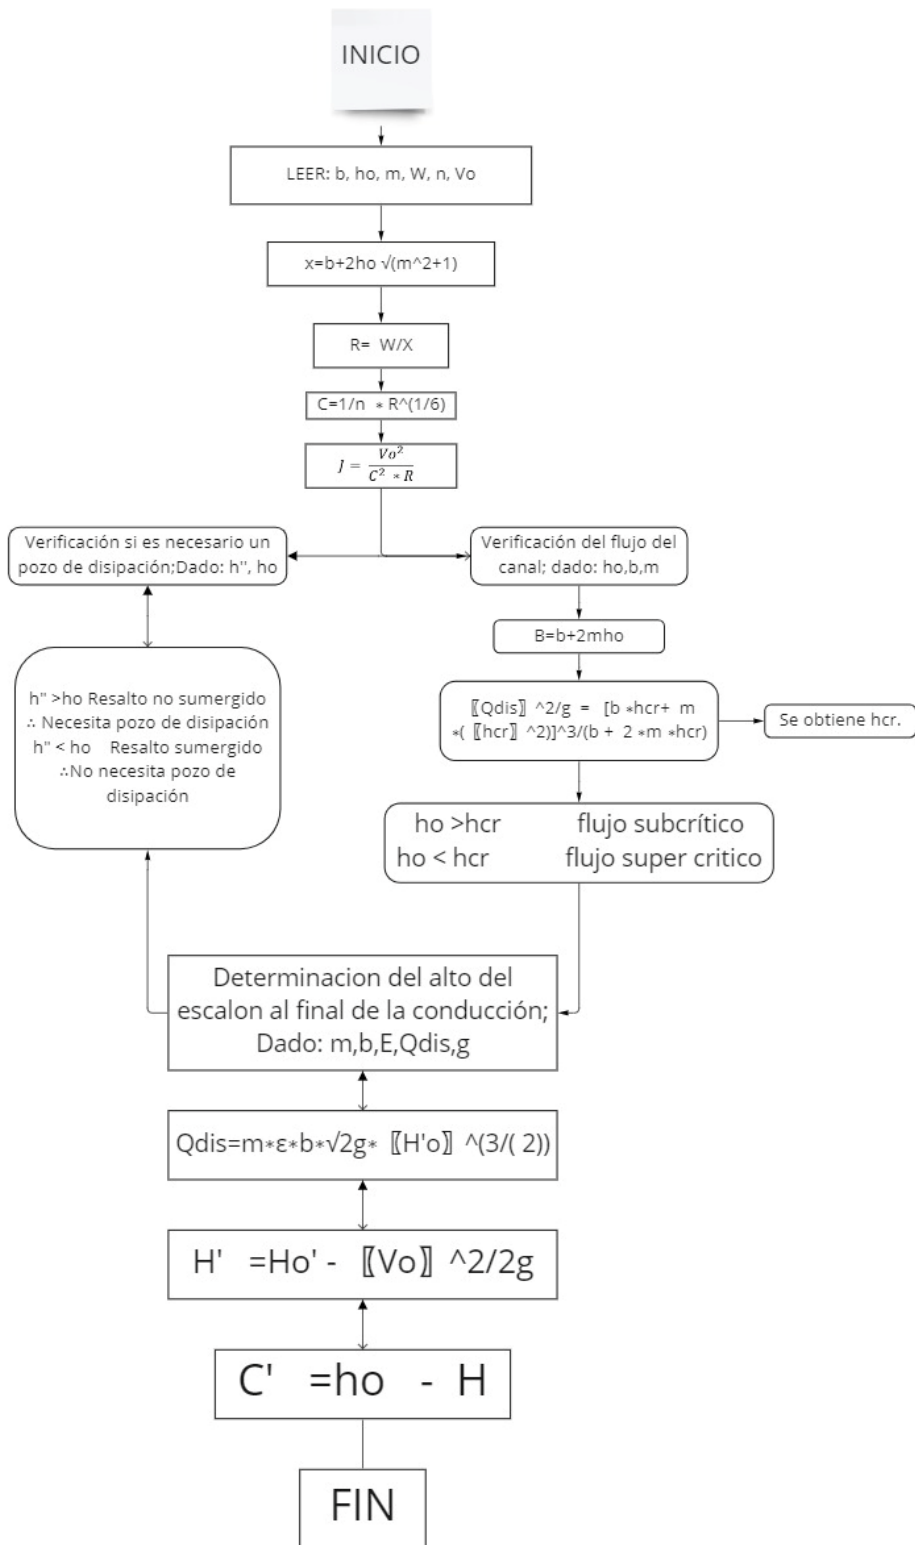 INICIO
LEER: b, ho, m, W, n, Vo
x=b+2ho √(m^2+1)
R= W/X
C=1/n ∗ R^(1/6)
J = Vo² / C² ∗ R
Verificación si es necesario un
pozo de disipación;Dado: h", ho
Verificación del flujo del
canal; dado: ho,b,m
B=b+2mho
〖Qdis〗^2/g = [b ∗hcr+ m
∗( 〖hcr〗^2)]^3/(b + 2 ∗m ∗hcr)
Se obtiene hcr.
h" >ho Resalto no sumergido
∴ Necesita pozo de disipación
h" < ho Resalto sumergido
∴No necesita pozo de
disipación
ho >hcr flujo subcrítico
ho < hcr flujo super critico
Determinacion del alto del
escalon al final de la conducción;
Dado: m,b,E,Qdis,g
Qdis=m∗ε∗b∗√2g∗ 〖H'o〗^(3/( 2))
H' =Ho' - 〖Vo〗^2/2g
C' =ho - H
FIN